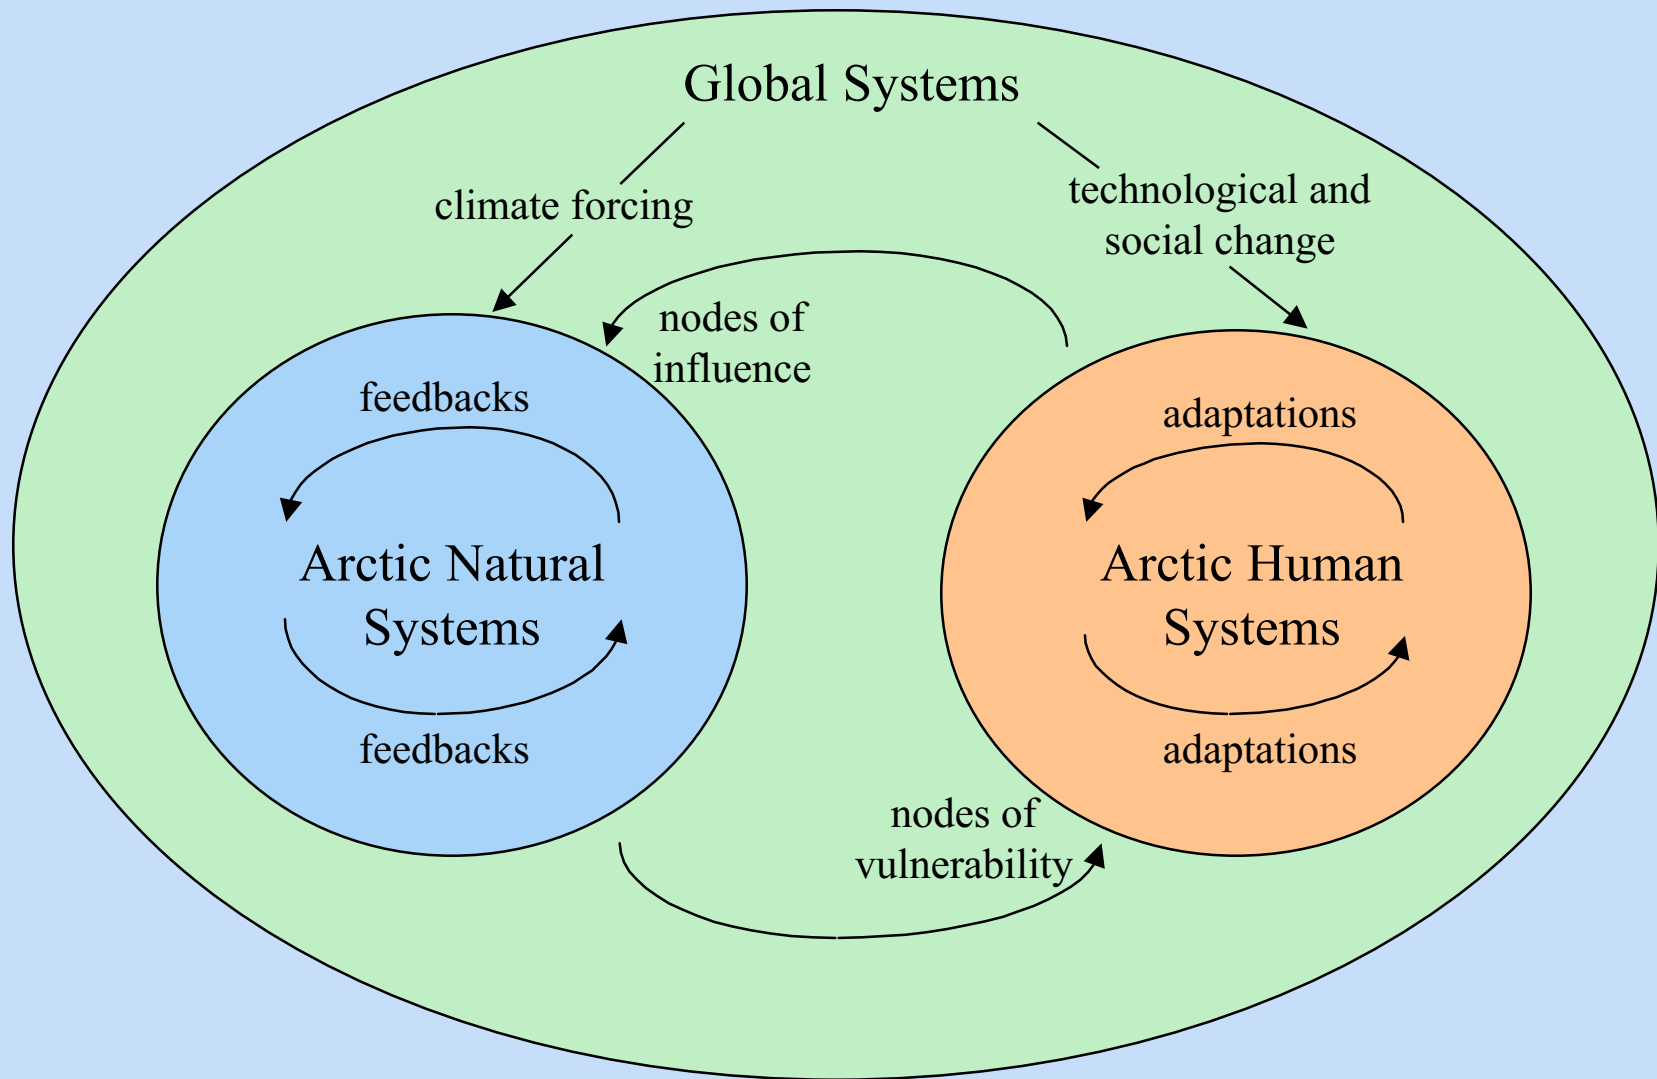 Global Systems
climate forcing
technological and
social change
nodes of
influence
feedbacks
adaptations
Arctic Natural
Systems
Arctic Human
Systems
feedbacks
adaptations
nodes of
vulnerability